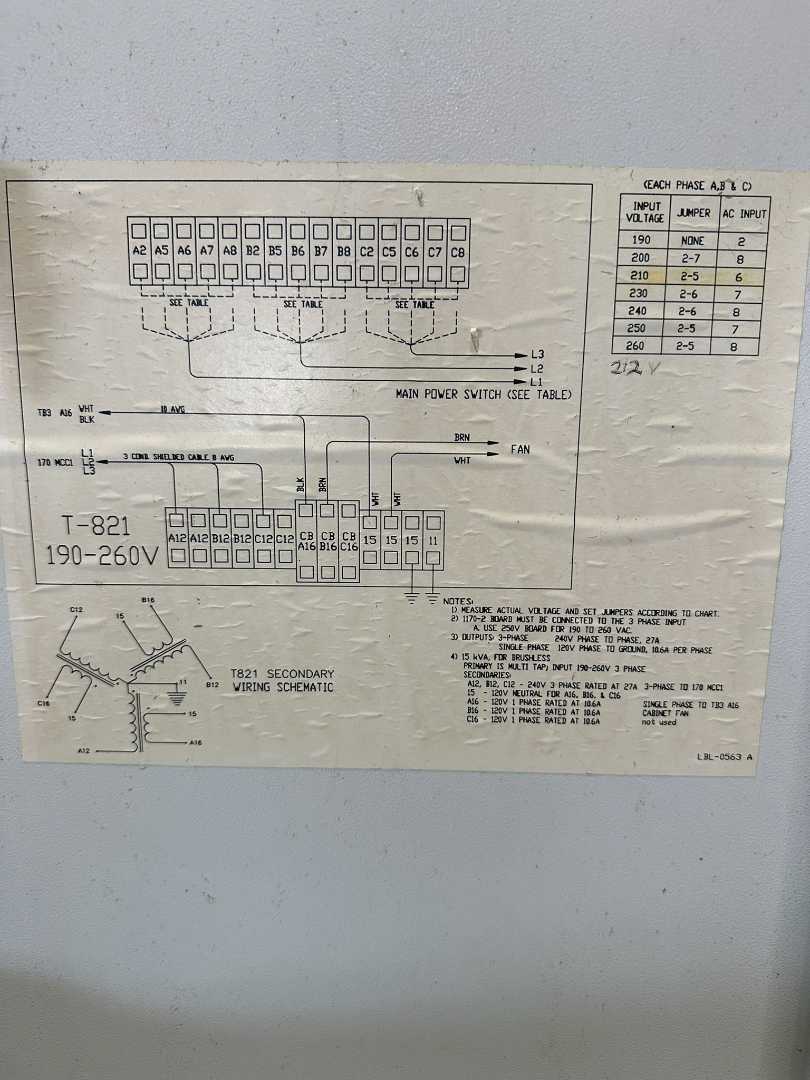 (EACH PHASE A,B & C)
INPUT VOLTAGE JUMPER AC INPUT
190 NONE 2
200 2-7 8
210 2-5 6
230 2-6 7
240 2-6 8
250 2-5 7
260 2-5 8
212 V
A2 A5 A6 A7 A8 B2 B5 B6 B7 B8 C2 C5 C6 C7 C8
SEE TABLE SEE TABLE SEE TABLE
L3
L2
L1
MAIN POWER SWITCH (SEE TABLE)
TB3 A16 WHT BLK 10 AWG
BRN
FAN
WHT
170 MCC1 L1 L2 L3 3 COND. SHIELDED CABLE 8 AWG
BLK BRN WHT WHT
T-821
190-260V
A12 A12 B12 B12 C12 C12 CB A16 CB B16 CB C16 15 15 15 11
C12 15 B16
C16 15 11 B12
15
A12 A16
T821 SECONDARY
WIRING SCHEMATIC
NOTES:
1) MEASURE ACTUAL VOLTAGE AND SET JUMPERS ACCORDING TO CHART.
2) 1170-2 BOARD MUST BE CONNECTED TO THE 3 PHASE INPUT
A. USE 250V BOARD FOR 190 TO 260 VAC.
3) OUTPUTS: 3-PHASE 240V PHASE TO PHASE, 27A
SINGLE-PHASE 120V PHASE TO GROUND, 10.6A PER PHASE
4) 15 kVA, FOR BRUSHLESS
PRIMARY IS MULTI TAP; INPUT 190-260V 3 PHASE
SECONDARIES:
A12, B12, C12 - 240V 3 PHASE RATED AT 27A 3-PHASE TO 170 MCC1
15 - 120V NEUTRAL FOR A16, B16, & C16
A16 - 120V 1 PHASE RATED AT 10.6A SINGLE PHASE TO TB3 A16
B16 - 120V 1 PHASE RATED AT 10.6A CABINET FAN
C16 - 120V 1 PHASE RATED AT 10.6A not used
LBL-0563 A